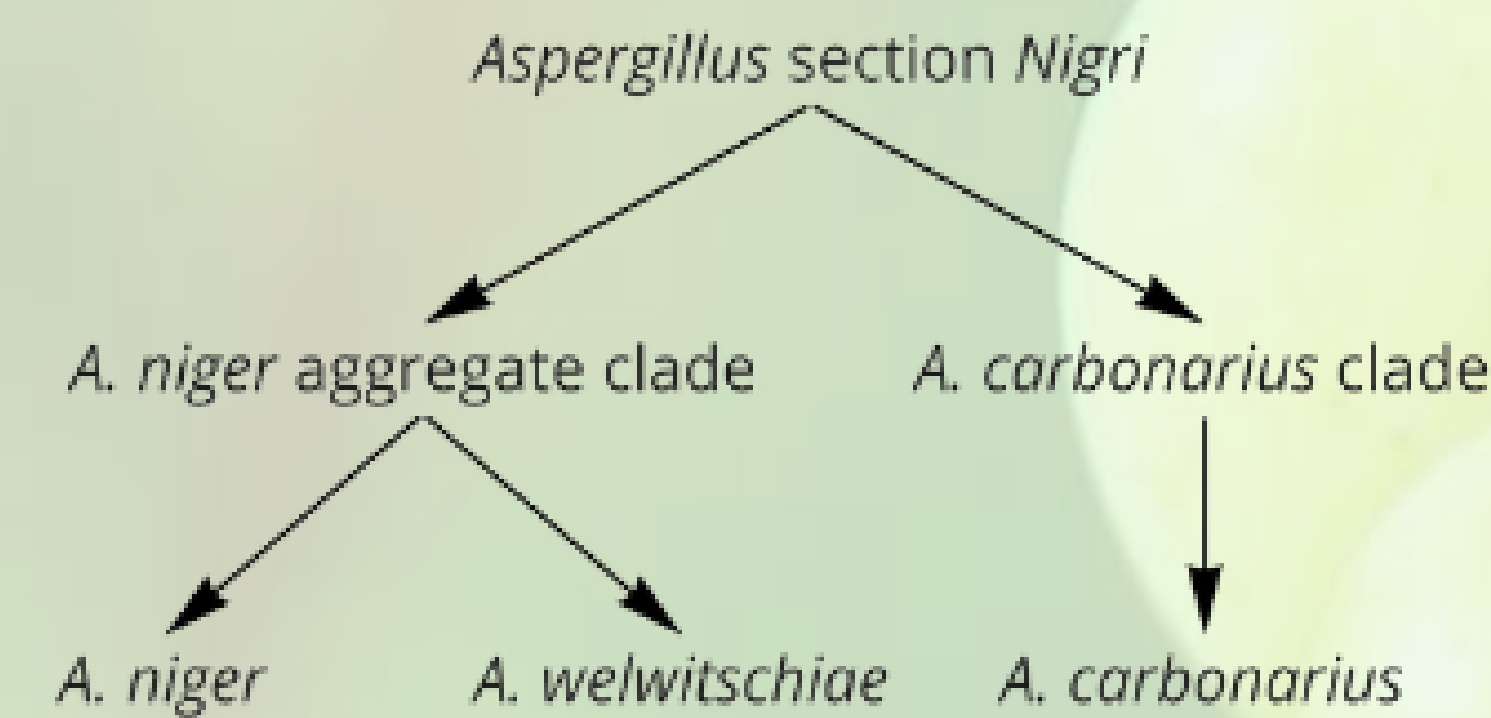 Aspergillus section Nigri
A. niger aggregate clade
A. carbonarius clade
A. niger
A. welwitschiae
A. carbonarius